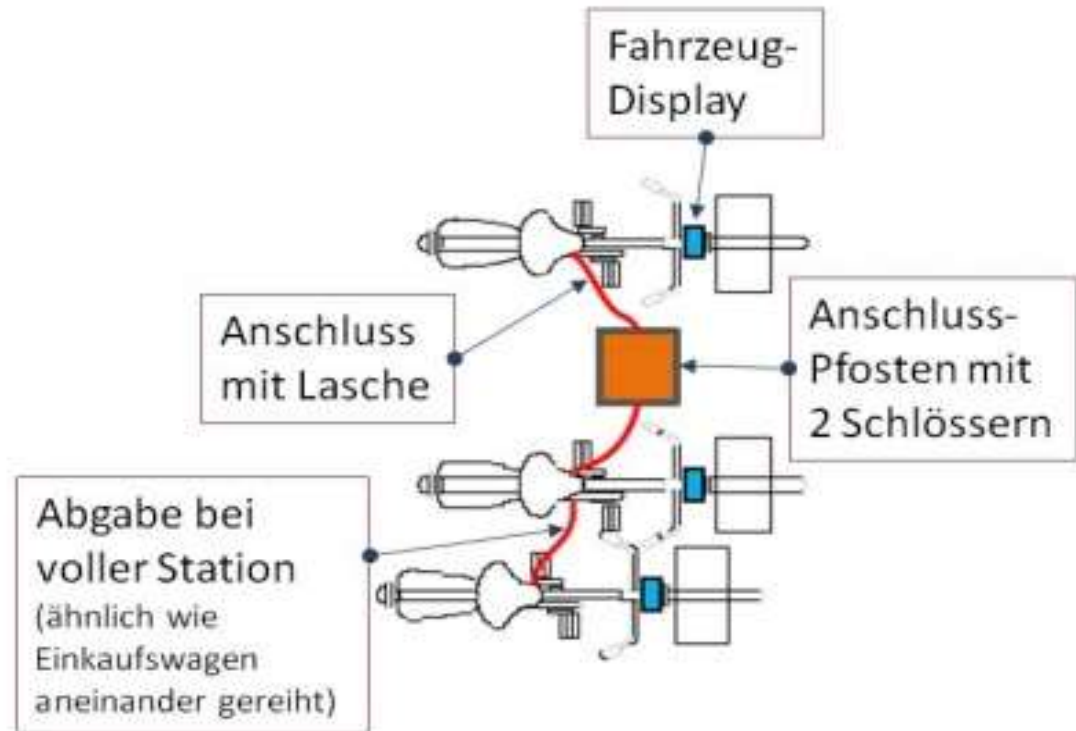 Fahrzeug-
Display
Anschluss
mit Lasche
Anschluss-
Pfosten mit
2 Schlössern
Abgabe bei
voller Station
(ähnlich wie
Einkaufswagen
aneinander gereiht)